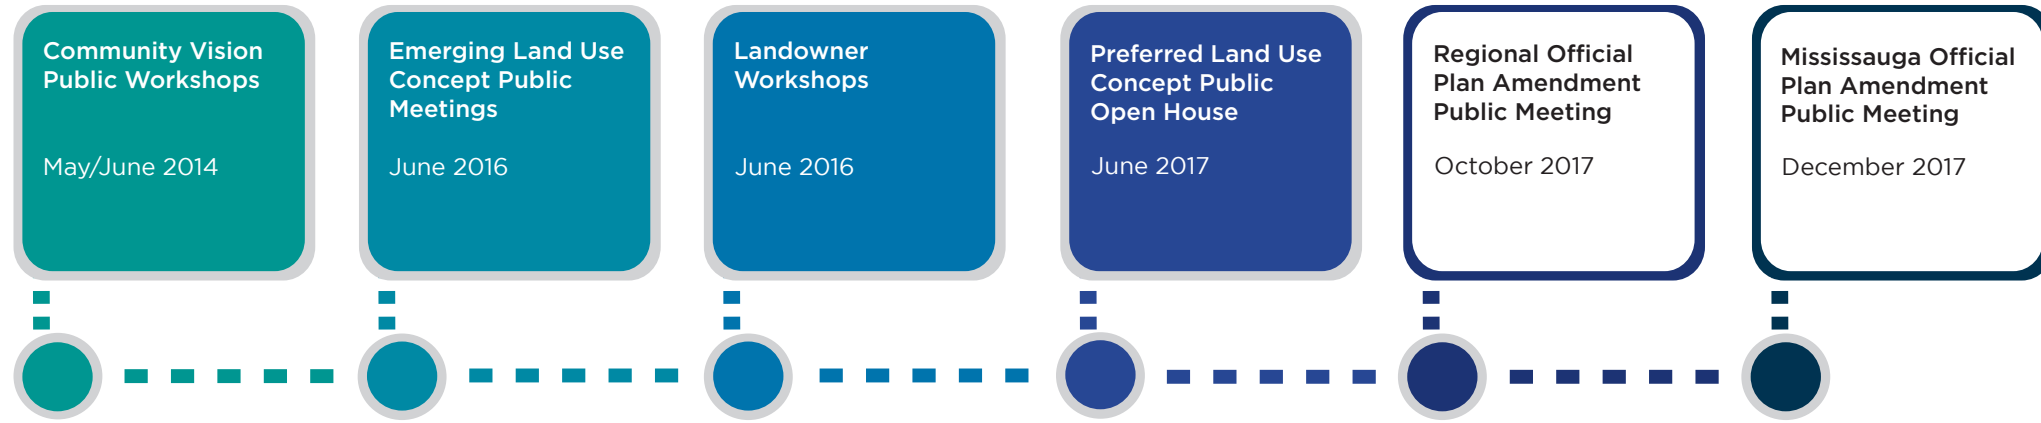 Community Vision
Public Workshops
May/June 2014
Emerging Land Use
Concept Public
Meetings
June 2016
Landowner
Workshops
June 2016
Preferred Land Use
Concept Public
Open House
June 2017
Regional Official
Plan Amendment
Public Meeting
October 2017
Mississauga Official
Plan Amendment
Public Meeting
December 2017